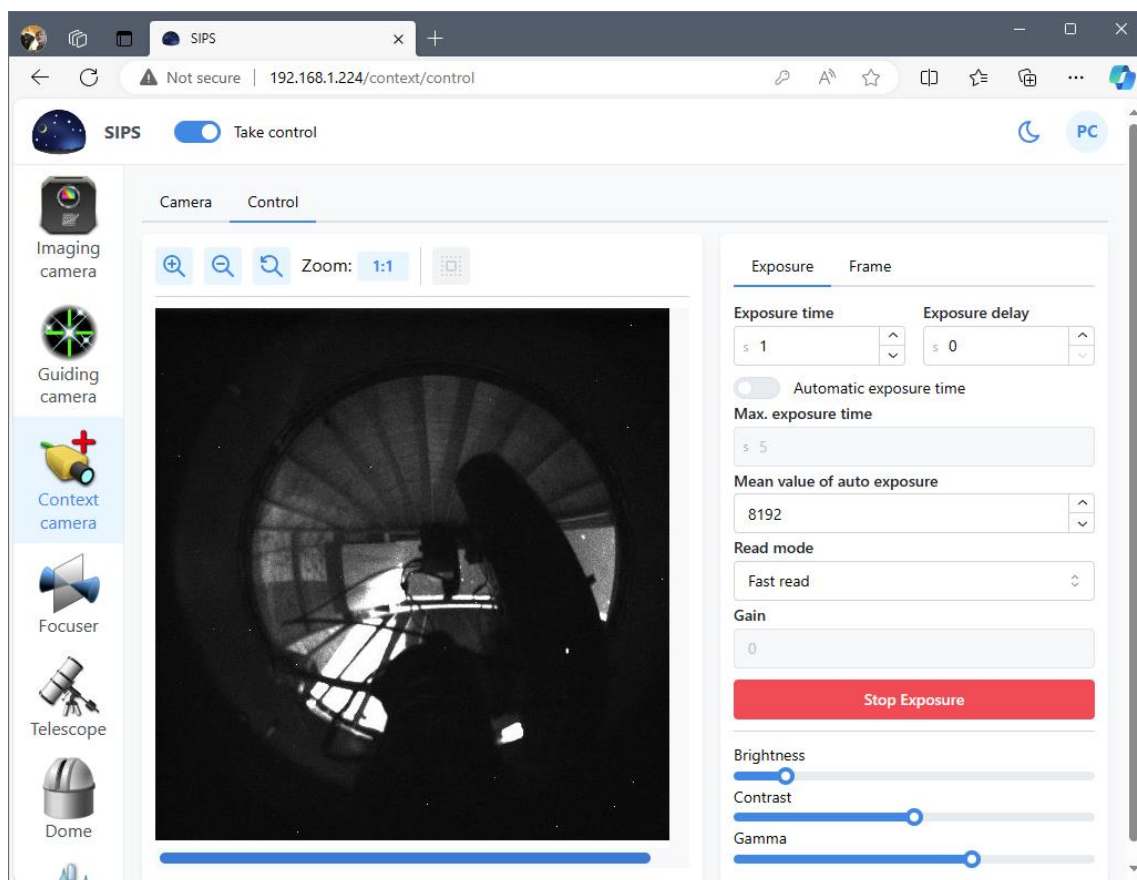 SIPS
Not secure | 192.168.1.224/context/control
SIPS
Take control
PC
Camera
Control
Imaging
camera
Guiding
camera
Context
camera
Focuser
Telescope
Dome
Zoom:
1:1
Exposure
Frame
Exposure time
Exposure delay
s 1
s 0
Automatic exposure time
Max. exposure time
s 5
Mean value of auto exposure
8192
Read mode
Fast read
Gain
0
Stop Exposure
Brightness
Contrast
Gamma